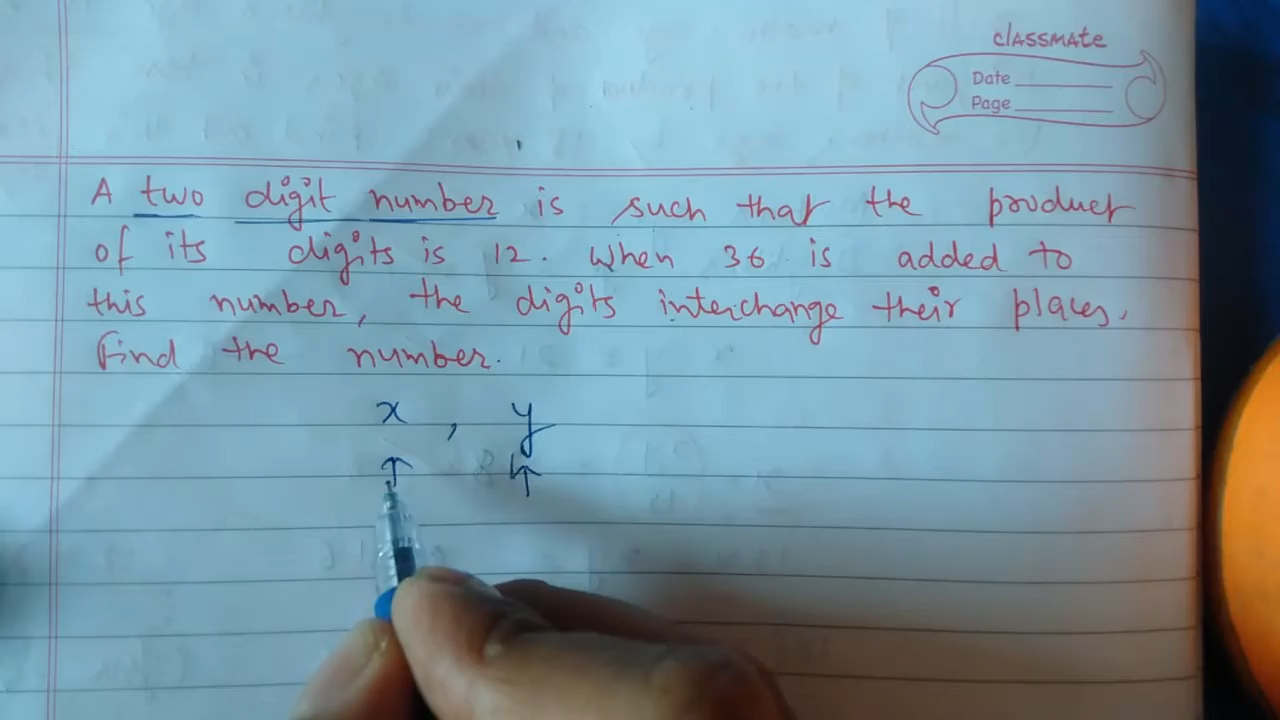 classmate
Date
Page
A two digit number is such that the product
of its digits is 12. When 36 is added to
this number, the digits interchange their places.
Find the number.
x , y